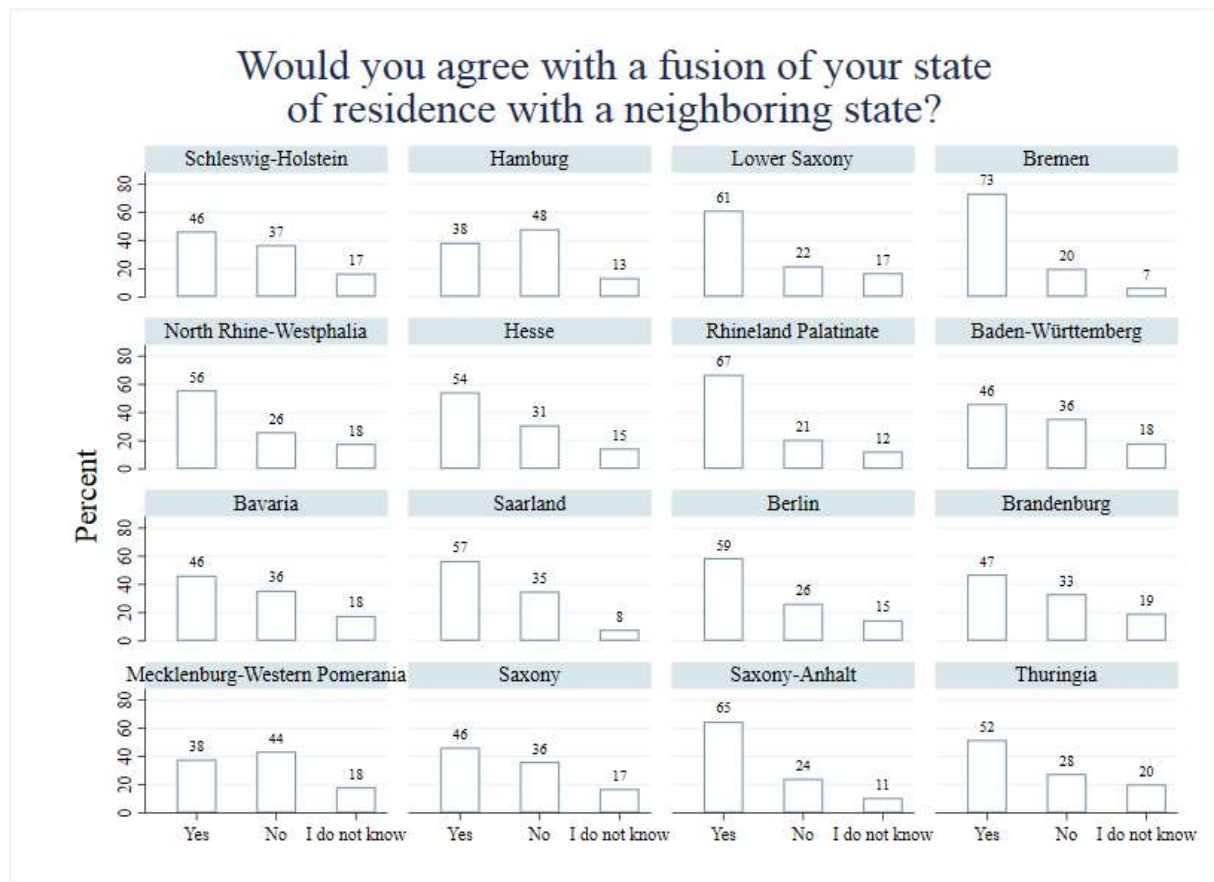 Would you agree with a fusion of your state
of residence with a neighboring state?
Schleswig-Holstein Hamburg Lower Saxony Bremen
80 60 40 20 0
46 37 17
38 48 13
61 22 17
73 20 7
North Rhine-Westphalia Hesse Rhineland Palatinate Baden-Württemberg
80 60 40 20 0
56 26 18
54 31 15
67 21 12
46 36 18
Percent
Bavaria Saarland Berlin Brandenburg
80 60 40 20 0
46 36 18
57 35 8
59 26 15
47 33 19
Mecklenburg-Western Pomerania Saxony Saxony-Anhalt Thuringia
80 60 40 20 0
38 44 18
46 36 17
65 24 11
52 28 20
Yes No I do not know Yes No I do not know Yes No I do not know Yes No I do not know